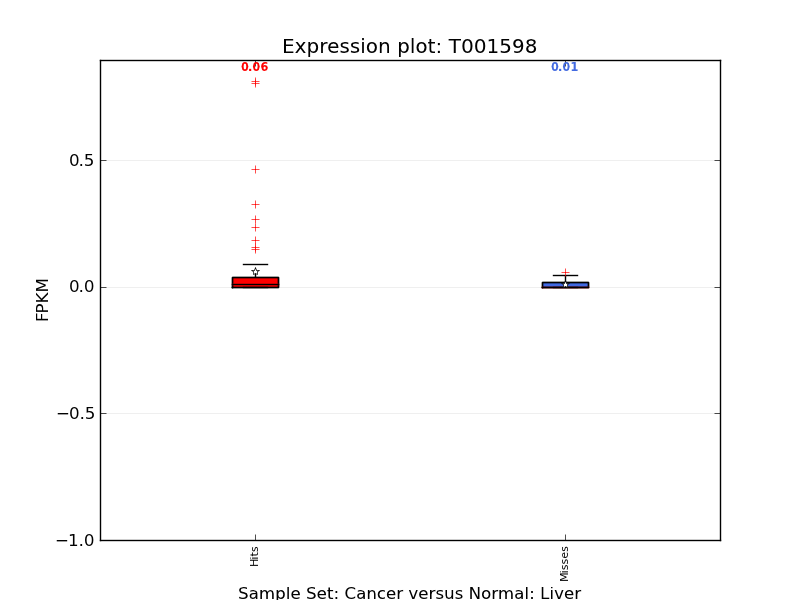 Expression plot: T001598
0.06
0.01
0.5
0.0
−0.5
−1.0
FPKM
Hits
Misses
Sample Set: Cancer versus Normal: Liver